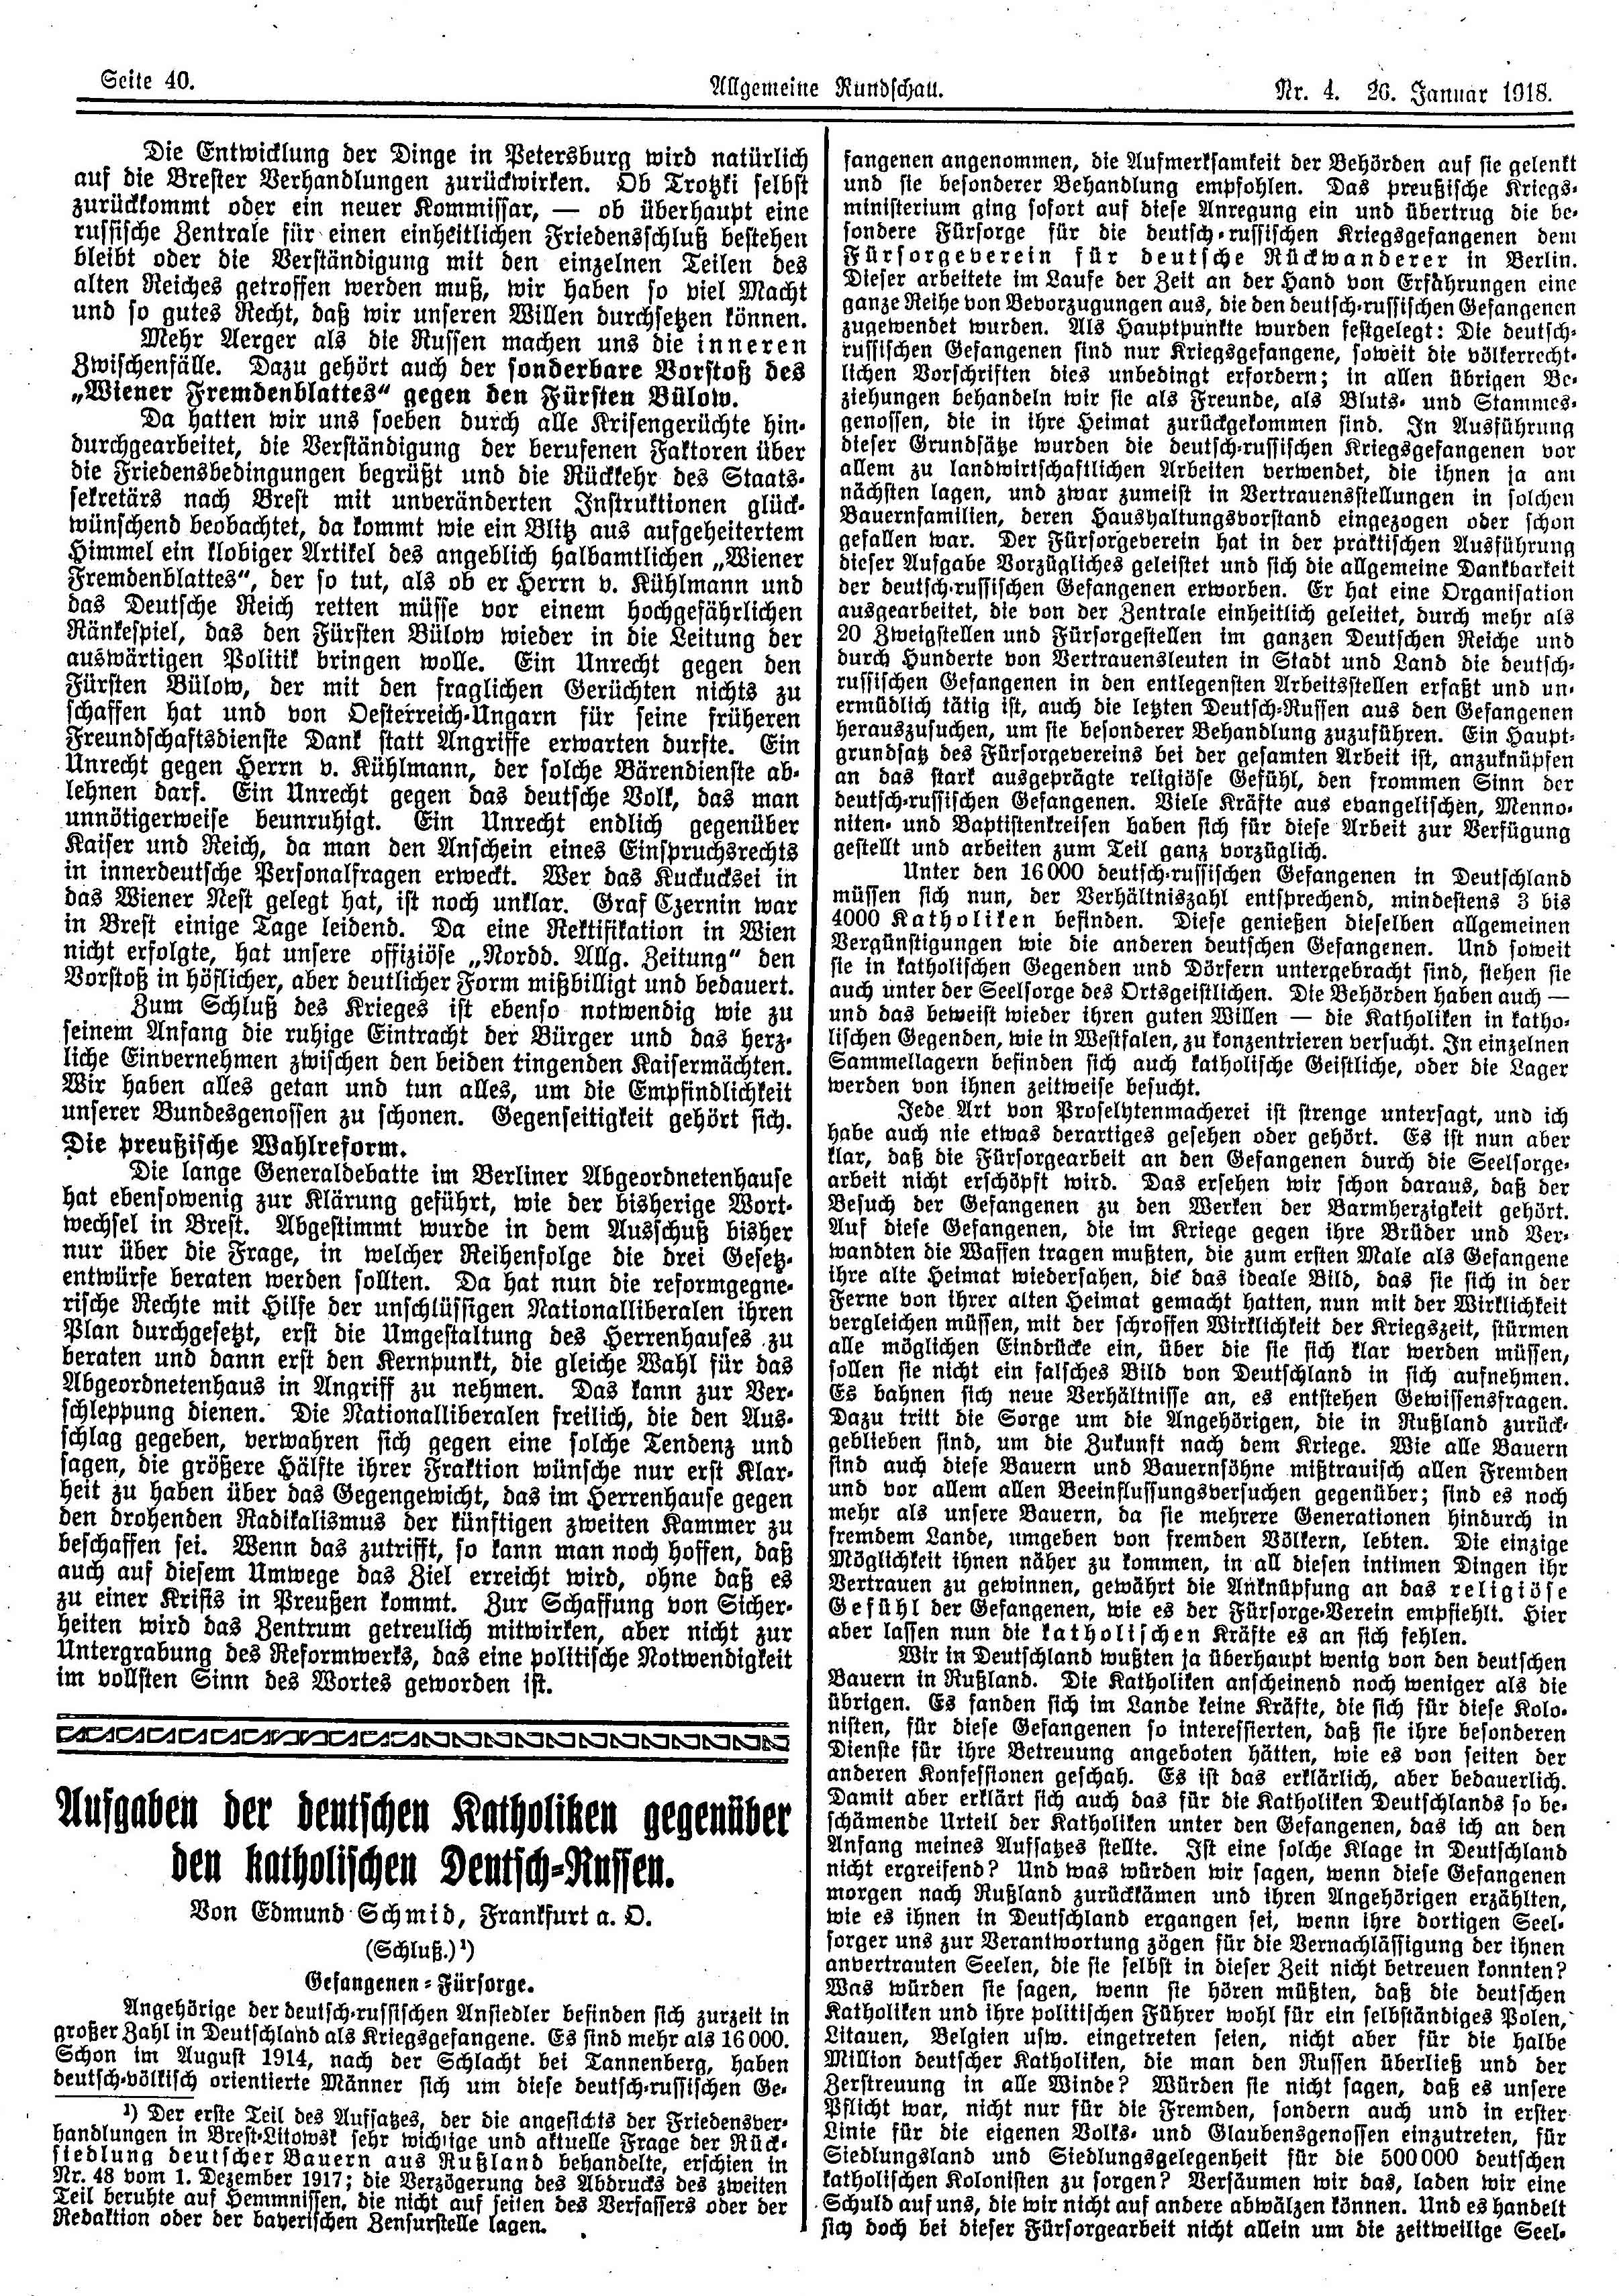 Seite 40.
Allgemeine Rundschau.
Nr. 4. 26. Januar 1918.
Die Entwicklung der Dinge in Petersburg wird natürlich
auf die Brester Verhandlungen zurückwirken. Ob Trotzki selbst
zurückkommt oder ein neuer Kommissar, — ob überhaupt eine
russische Zentrale für einen einheitlichen Friedensschluß bestehen
bleibt oder die Verständigung mit den einzelnen Teilen des
alten Reiches getroffen werden muß, wir haben so viel Macht
und so gutes Recht, daß wir unseren Willen durchsetzen können.
Mehr Aerger als die Russen machen uns die inneren
Zwischenfälle. Dazu gehört auch der sonderbare Vorstoß des
„Wiener Fremdenblattes“ gegen den Fürsten Bülow.
Da hatten wir uns soeben durch alle Krisengerüchte hin-
durchgearbeitet, die Verständigung der berufenen Faktoren über
die Friedensbedingungen begrüßt und die Rückkehr des Staats-
sekretärs nach Brest mit unveränderten Instruktionen glück-
wünschend beobachtet, da kommt wie ein Blitz aus aufgeheitertem
Himmel ein klobiger Artikel des angeblich halbamtlichen „Wiener
Fremdenblattes“, der so tut, als ob er Herrn v. Kühlmann und
das Deutsche Reich retten müsse vor einem hochgefährlichen
Ränkespiel, das den Fürsten Bülow wieder in die Leitung der
auswärtigen Politik bringen wolle. Ein Unrecht gegen den
Fürsten Bülow, der mit den fraglichen Gerüchten nichts zu
schaffen hat und von Oesterreich-Ungarn für seine früheren
Freundschaftsdienste Dank statt Angriffe erwarten durfte. Ein
Unrecht gegen Herrn v. Kühlmann, der solche Bärendienste ab-
lehnen darf. Ein Unrecht gegen das deutsche Volk, das man
unnötigerweise beunruhigt. Ein Unrecht endlich gegenüber
Kaiser und Reich, da man den Anschein eines Einspruchsrechts
in innerdeutsche Personalfragen erweckt. Wer das Kuckucksei in
das Wiener Nest gelegt hat, ist noch unklar. Graf Czernin war
in Brest einige Tage leidend. Da eine Rektifikation in Wien
nicht erfolgte, hat unsere offiziöse „Nordd. Allg. Zeitung“ den
Vorstoß in höflicher, aber deutlicher Form mißbilligt und bedauert.
Zum Schluß des Krieges ist ebenso notwendig wie zu
seinem Anfang die ruhige Eintracht der Bürger und das herz-
liche Einvernehmen zwischen den beiden ringenden Kaisermächten.
Wir haben alles getan und tun alles, um die Empfindlichkeit
unserer Bundesgenossen zu schonen. Gegenseitigkeit gehört sich.
Die preußische Wahlreform.
Die lange Generaldebatte im Berliner Abgeordnetenhause
hat ebensowenig zur Klärung geführt, wie der bisherige Wort-
wechsel in Brest. Abgestimmt wurde in dem Ausschuß bisher
nur über die Frage, in welcher Reihenfolge die drei Gesetz-
entwürfe beraten werden sollten. Da hat nun die reformgegne-
rische Rechte mit Hilfe der unschlüssigen Nationalliberalen ihren
Plan durchgesetzt, erst die Umgestaltung des Herrenhauses zu
beraten und dann erst den Kernpunkt, die gleiche Wahl für das
Abgeordnetenhaus in Angriff zu nehmen. Das kann zur Ver-
schleppung dienen. Die Nationalliberalen freilich, die den Aus-
schlag gegeben, verwahren sich gegen eine solche Tendenz und
sagen, die größere Hälfte ihrer Fraktion wünsche nur erst Klar-
heit zu haben über das Gegengewicht, das im Herrenhause gegen
den drohenden Radikalismus der künftigen zweiten Kammer zu
beschaffen sei. Wenn das zutrifft, so kann man noch hoffen, daß
auch auf diesem Umwege das Ziel erreicht wird, ohne daß es
zu einer Krisis in Preußen kommt. Zur Schaffung von Sicher-
heiten wird das Zentrum getreulich mitwirken, aber nicht zur
Untergrabung des Reformwerks, das eine politische Notwendigkeit
im vollsten Sinn des Wortes geworden ist.
Aufgaben der deutschen Katholiken gegenüber
den katholischen Deutsch-Russen.
Von Edmund Schmid, Frankfurt a. O.
(Schluß.)¹)
Gefangenen-Fürsorge.
Angehörige der deutsch-russischen Ansiedler befinden sich zurzeit in
großer Zahl in Deutschland als Kriegsgefangene. Es sind mehr als 16000.
Schon im August 1914, nach der Schlacht bei Tannenberg, haben
deutsch-völkisch orientierte Männer sich um diese deutsch-russischen Ge-
¹) Der erste Teil des Aufsatzes, der die angesichts der Friedensver-
handlungen in Brest-Litowsk sehr wichtige und aktuelle Frage der Rück-
siedlung deutscher Bauern aus Rußland behandelte, erschien in
Nr. 48 vom 1. Dezember 1917; die Verzögerung des Abdrucks des zweiten
Teil beruhte auf Hemmnissen, die nicht auf seiten des Verfassers oder der
Redaktion oder der bayerischen Zensurstelle lagen.
fangenen angenommen, die Aufmerksamkeit der Behörden auf sie gelenkt
und sie besonderer Behandlung empfohlen. Das preußische Kriegs-
ministerium ging sofort auf diese Anregung ein und übertrug die be-
sondere Fürsorge für die deutsch-russischen Kriegsgefangenen dem
Fürsorgeverein für deutsche Rückwanderer in Berlin.
Dieser arbeitete im Laufe der Zeit an der Hand von Erfahrungen eine
ganze Reihe von Bevorzugungen aus, die den deutsch-russischen Gefangenen
zugewendet wurden. Als Hauptpunkte wurden festgelegt: Die deutsch-
russischen Gefangenen sind nur Kriegsgefangene, soweit die völkerrecht-
lichen Vorschriften dies unbedingt erfordern; in allen übrigen Be-
ziehungen behandeln wir sie als Freunde, als Bluts- und Stammes-
genossen, die in ihre Heimat zurückgekommen sind. In Ausführung
dieser Grundsätze wurden die deutsch-russischen Kriegsgefangenen vor
allem zu landwirtschaftlichen Arbeiten verwendet, die ihnen ja am
nächsten lagen, und zwar zumeist in Vertrauensstellungen in solchen
Bauernfamilien, deren Haushaltungsvorstand eingezogen oder schon
gefallen war. Der Fürsorgeverein hat in der praktischen Ausführung
dieser Aufgabe Vorzügliches geleistet und sich die allgemeine Dankbarkeit
der deutsch-russischen Gefangenen erworben. Er hat eine Organisation
ausgearbeitet, die von der Zentrale einheitlich geleitet, durch mehr als
20 Zweigstellen und Fürsorgestellen im ganzen Deutschen Reiche und
durch Hunderte von Vertrauensleuten in Stadt und Land die deutsch-
russischen Gefangenen in den entlegensten Arbeitsstellen erfaßt und un-
ermüdlich tätig ist, auch die letzten Deutsch-Russen aus den Gefangenen
herauszusuchen, um sie besonderer Behandlung zuzuführen. Ein Haupt-
grundsatz des Fürsorgevereins bei der gesamten Arbeit ist, anzuknüpfen
an das stark ausgeprägte religiöse Gefühl, den frommen Sinn der
deutsch-russischen Gefangenen. Viele Kräfte aus evangelischen, Menno-
niten- und Baptistenkreisen haben sich für diese Arbeit zur Verfügung
gestellt und arbeiten zum Teil ganz vorzüglich.
Unter den 16000 deutsch-russischen Gefangenen in Deutschland
müssen sich nun, der Verhältniszahl entsprechend, mindestens 3 bis
4000 Katholiken befinden. Diese genießen dieselben allgemeinen
Vergünstigungen wie die anderen deutschen Gefangenen. Und soweit
sie in katholischen Gegenden und Dörfern untergebracht sind, stehen sie
auch unter der Seelsorge des Ortsgeistlichen. Die Behörden haben auch —
und das beweist wieder ihren guten Willen — die Katholiken in katho-
lischen Gegenden, wie in Westfalen, zu konzentrieren versucht. In einzelnen
Sammellagern befinden sich auch katholische Geistliche, oder die Lager
werden von ihnen zeitweise besucht.
Jede Art von Proselytenmacherei ist strenge untersagt, und ich
habe auch nie etwas derartiges gesehen oder gehört. Es ist nun aber
klar, daß die Fürsorgearbeit an den Gefangenen durch die Seelsorge-
arbeit nicht erschöpft wird. Das ersehen wir schon daraus, daß der
Besuch der Gefangenen zu den Werken der Barmherzigkeit gehört.
Auf diese Gefangenen, die im Kriege gegen ihre Brüder und Ver-
wandten die Waffen tragen mußten, die zum ersten Male als Gefangene
ihre alte Heimat wiedersahen, die das ideale Bild, das sie sich in der
Ferne von ihrer alten Heimat gemacht hatten, nun mit der Wirklichkeit
vergleichen müssen, mit der schroffen Wirklichkeit der Kriegszeit, stürmen
alle möglichen Eindrücke ein, über die sie sich klar werden müssen,
sollen sie nicht ein falsches Bild von Deutschland in sich aufnehmen.
Es bahnen sich neue Verhältnisse an, es entstehen Gewissensfragen.
Dazu tritt die Sorge um die Angehörigen, die in Rußland zurück-
geblieben sind, um die Zukunft nach dem Kriege. Wie alle Bauern
sind auch diese Bauern und Bauernsöhne mißtrauisch allen Fremden
und vor allem allen Beeinflussungsversuchen gegenüber; sind es noch
mehr als unsere Bauern, da sie mehrere Generationen hindurch in
fremdem Lande, umgeben von fremden Völkern, lebten. Die einzige
Möglichkeit ihnen näher zu kommen, in all diesen intimen Dingen ihr
Vertrauen zu gewinnen, gewährt die Anknüpfung an das religiöse
Gefühl der Gefangenen, wie es der Fürsorge-Verein empfiehlt. Hier
aber lassen nun die katholischen Kräfte es an sich fehlen.
Wir in Deutschland wußten ja überhaupt wenig von den deutschen
Bauern in Rußland. Die Katholiken anscheinend noch weniger als die
übrigen. Es fanden sich im Lande keine Kräfte, die sich für diese Kolo-
nisten, für diese Gefangenen so interessierten, daß sie ihre besonderen
Dienste für ihre Betreuung angeboten hätten, wie es von seiten der
anderen Konfessionen geschah. Es ist das erklärlich, aber bedauerlich.
Damit aber erklärt sich auch das für die Katholiken Deutschlands so be-
schämende Urteil der Katholiken unter den Gefangenen, das ich an den
Anfang meines Aufsatzes stellte. Ist eine solche Klage in Deutschland
nicht ergreifend? Und was würden wir sagen, wenn diese Gefangenen
morgen nach Rußland zurückkämen und ihren Angehörigen erzählten,
wie es ihnen in Deutschland ergangen sei, wenn ihre dortigen Seel-
sorger uns zur Verantwortung zögen für die Vernachlässigung der ihnen
anvertrauten Seelen, die sie selbst in dieser Zeit nicht betreuen konnten?
Was würden sie sagen, wenn sie hören müßten, daß die deutschen
Katholiken und ihre politischen Führer wohl für ein selbständiges Polen,
Litauen, Belgien usw. eingetreten seien, nicht aber für die halbe
Million deutscher Katholiken, die man den Russen überließ und der
Zerstreuung in alle Winde? Würden sie nicht sagen, daß es unsere
Pflicht war, nicht nur für die Fremden, sondern auch und in erster
Linie für die eigenen Volks- und Glaubensgenossen einzutreten, für
Siedlungsland und Siedlungsgelegenheit für die 500000 deutschen
katholischen Kolonisten zu sorgen? Versäumen wir das, laden wir eine
Schuld auf uns, die wir nicht auf andere abwälzen können. Und es handelt
sich doch bei dieser Fürsorgearbeit nicht allein um die zeitweilige Seel-